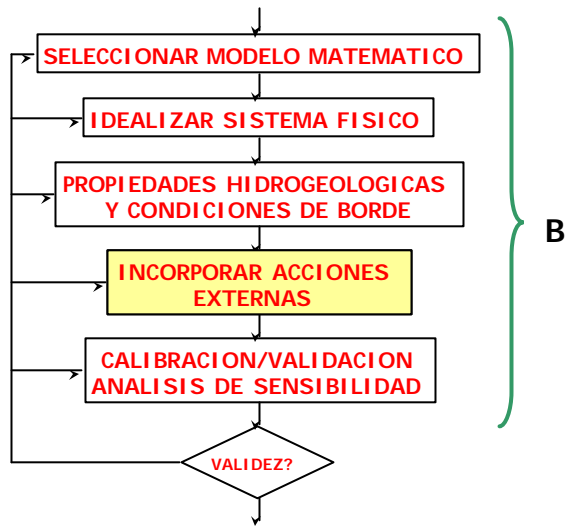 SELECCIONAR MODELO MATEMATICO
IDEALIZAR SISTEMA FISICO
PROPIEDADES HIDROGEOLOGICAS
Y CONDICIONES DE BORDE
B
INCORPORAR ACCIONES
EXTERNAS
CALIBRACION/VALIDACION
ANALISIS DE SENSIBILIDAD
VALIDEZ?